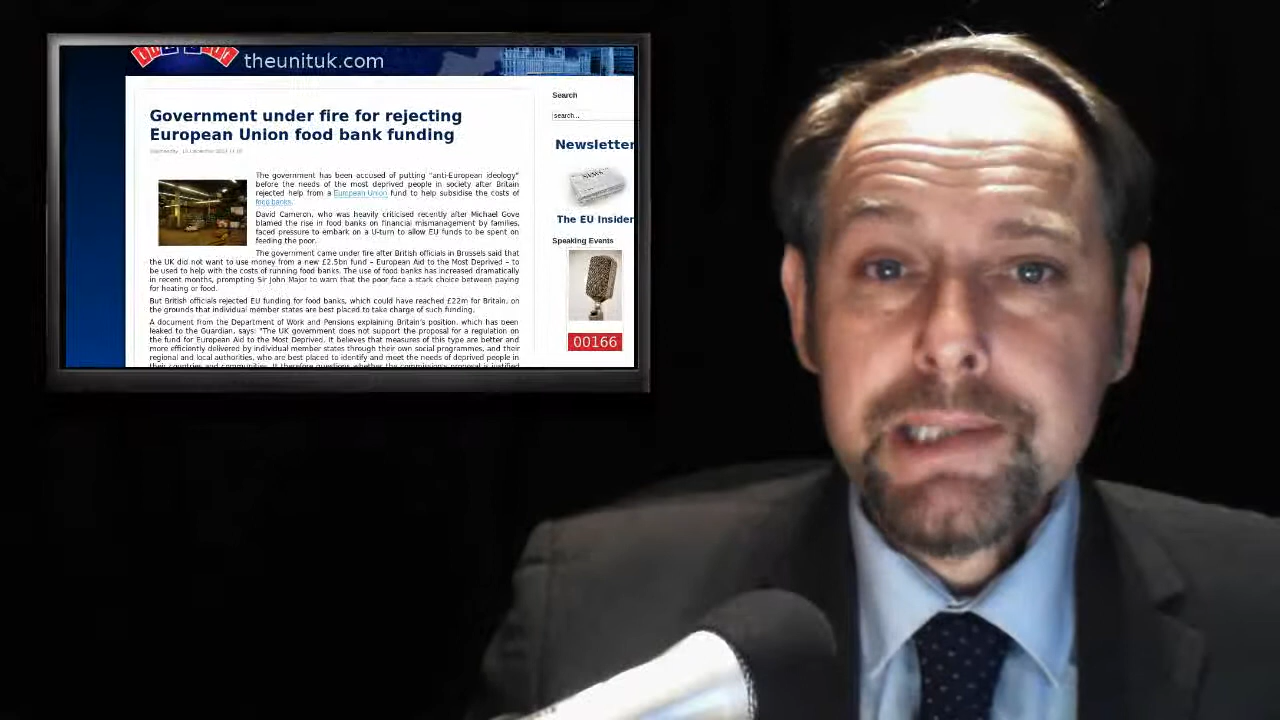 theunituk.com
Government under fire for rejecting
European Union food bank funding
Search
search...
Newsletter
NEWS
The EU Insider
Speaking Events
00166
The government has been accused of putting "anti-European ideology"
before the needs of the most deprived people in society after Britain
rejected help from a European Union fund to help subsidise the costs of
food banks.
David Cameron, who was heavily criticised recently after Michael Gove
blamed the rise in food banks on financial mismanagement by families,
faced pressure to embark on a U-turn to allow EU funds to be spent on
feeding the poor.
The government came under fire after British officials in Brussels said that
the UK did not want to use money from a new £2.5bn fund – European Aid to the Most Deprived – to
be used to help with the costs of running food banks. The use of food banks has increased dramatically
in recent months, prompting Sir John Major to warn that the poor face a stark choice between paying
for heating or food.
But British officials rejected EU funding for food banks, which could have reached £22m for Britain, on
the grounds that individual member states are best placed to take charge of such funding.
A document from the Department of Work and Pensions explaining Britain's position, which has been
leaked to the Guardian, says: "The UK government does not support the proposal for a regulation on
the fund for European Aid to the Most Deprived. It believes that measures of this type are better and
more efficiently delivered by individual member states through their own social programmes, and their
regional and local authorities, who are best placed to identify and meet the needs of deprived people in
their countries and communities. It therefore questions whether the commission's proposal is justified